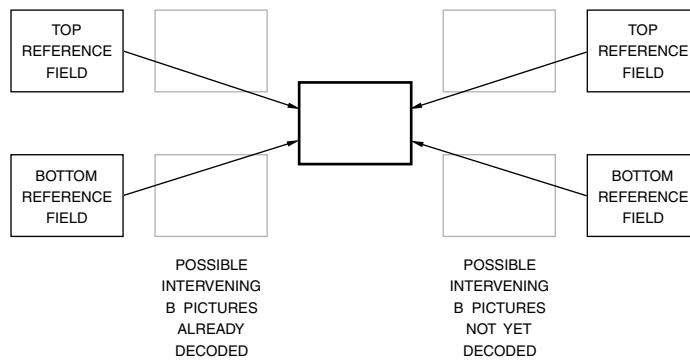 TOP
REFERENCE
FIELD
TOP
REFERENCE
FIELD
BOTTOM
REFERENCE
FIELD
BOTTOM
REFERENCE
FIELD
POSSIBLE
INTERVENING
B PICTURES
ALREADY
DECODED
POSSIBLE
INTERVENING
B PICTURES
NOT YET
DECODED